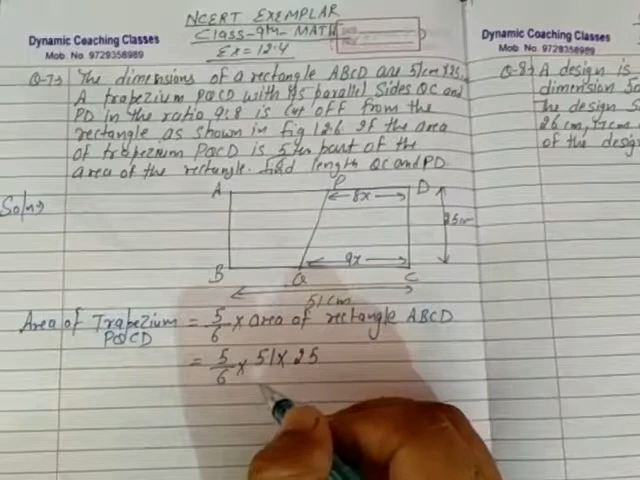 NCERT EXEMPLAR
Class-9th MATH
Ex = 12.4
Dynamic Coaching Classes
Mob. No. 9729358989
Q-7⇒ The dimensions of a rectangle ABCD are 51cm ×25
A trapezium PQCD with its parallel sides QC and
PD in the ratio 9:8 is cut off from the
rectangle as shown in fig 12.6 If the area
of trapezium PQCD is 5/6th part of the
area of the rectangle. find length QC and PD.
Soln⇒
A P D
8x
25cm
9x
B Q C
51cm
Area of Trapezium = 5/6 × area of rectangle ABCD
PQCD
= 5/6 × 51 × 25
Dynamic Coaching Classes
Mob. No. 9729358989
Q-8⇒ A design is
dimension
the design
26cm, 17cm
of the design